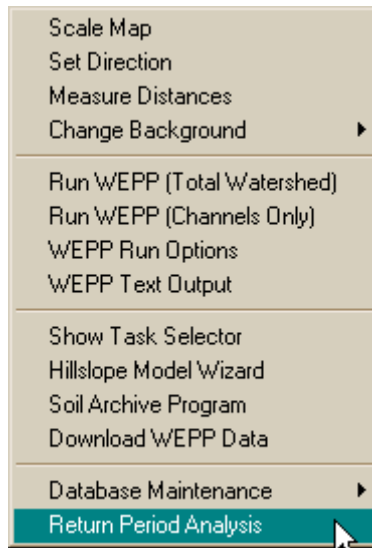 Scale Map
Set Direction
Measure Distances
Change Background
Run WEPP (Total Watershed)
Run WEPP (Channels Only)
WEPP Run Options
WEPP Text Output
Show Task Selector
Hillslope Model Wizard
Soil Archive Program
Download WEPP Data
Database Maintenance
Return Period Analysis